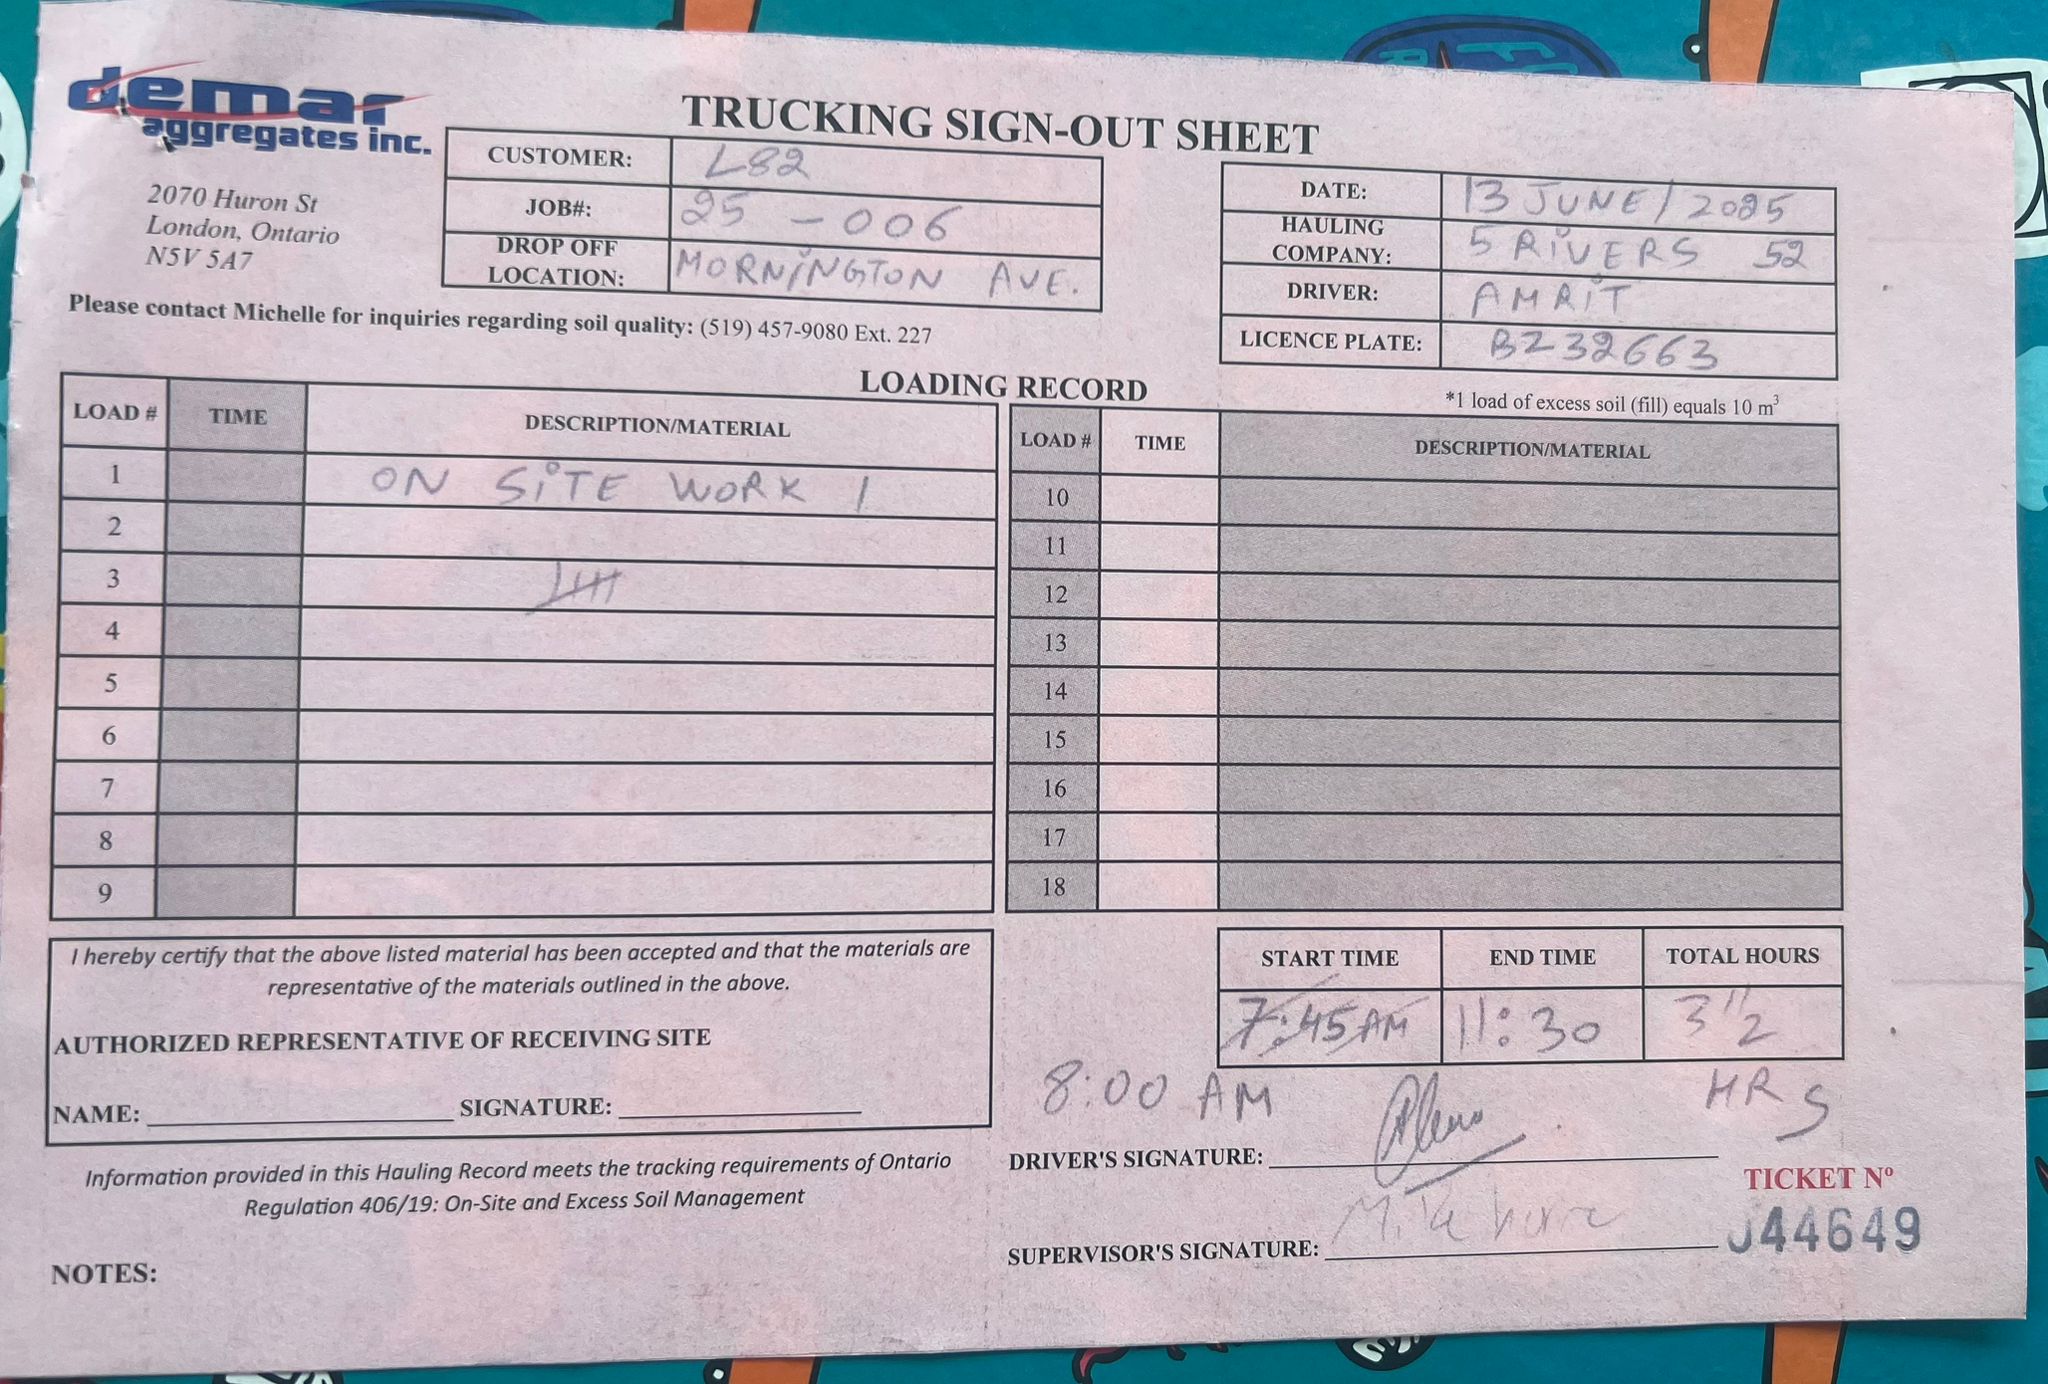 demar
aggregates inc.
2070 Huron St
London, Ontario
N5V 5A7
TRUCKING SIGN-OUT SHEET
CUSTOMER: L82
JOB#: 25 - 006
DROP OFF LOCATION: MORNINGTON AVE.
DATE: 13 JUNE / 2025
HAULING COMPANY: 5 RIVERS 52
DRIVER: AMRIT
LICENCE PLATE: BZ32663
Please contact Michelle for inquiries regarding soil quality: (519) 457-9080 Ext. 227
LOADING RECORD
*1 load of excess soil (fill) equals 10 m³
LOAD # TIME DESCRIPTION/MATERIAL
1 ON SITE WORK 1
2
3
4
5
6
7
8
9
LOAD # TIME DESCRIPTION/MATERIAL
10
11
12
13
14
15
16
17
18
I hereby certify that the above listed material has been accepted and that the materials are
representative of the materials outlined in the above.
AUTHORIZED REPRESENTATIVE OF RECEIVING SITE
NAME: SIGNATURE:
START TIME END TIME TOTAL HOURS
7:45 AM 11:30 3 1/2
8:00 AM HRS
Information provided in this Hauling Record meets the tracking requirements of Ontario
Regulation 406/19: On-Site and Excess Soil Management
NOTES:
DRIVER'S SIGNATURE:
SUPERVISOR'S SIGNATURE: Mike
TICKET Nº
J44649